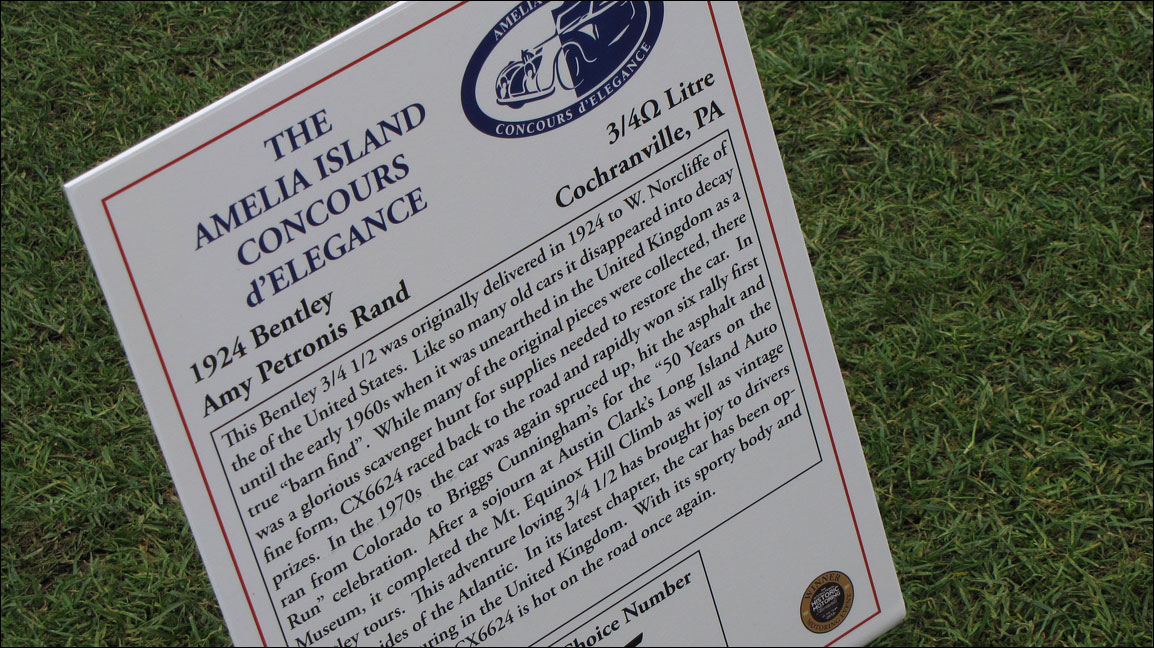 AMELIA
CONCOURS d'ELEGANCE
THE
AMELIA ISLAND
CONCOURS
d'ELEGANCE
1924 Bentley
3/4Ω Litre
Amy Petronis Rand
Cochranville, PA
This Bentley 3/4 1/2 was originally delivered in 1924 to W. Norcliffe of
the of the United States. Like so many old cars it disappeared into decay
until the early 1960s when it was unearthed in the United Kingdom as a
true “barn find”. While many of the original pieces were collected, there
was a glorious scavenger hunt for supplies needed to restore the car. In
fine form, CX6624 raced back to the road and rapidly won six rally first
prizes. In the 1970s the car was again spruced up, hit the asphalt and
ran from Colorado to Briggs Cunningham's for the “50 Years on the
Run” celebration. After a sojourn at Austin Clark's Long Island Auto
Museum, it completed the Mt. Equinox Hill Climb as well as vintage
ley tours. This adventure loving 3/4 1/2 has brought joy to drivers
ides of the Atlantic. In its latest chapter, the car has been op-
uring in the United Kingdom. With its sporty body and
CX6624 is hot on the road once again.
Choice Number
WINNER
HISTORIC
MOTORING